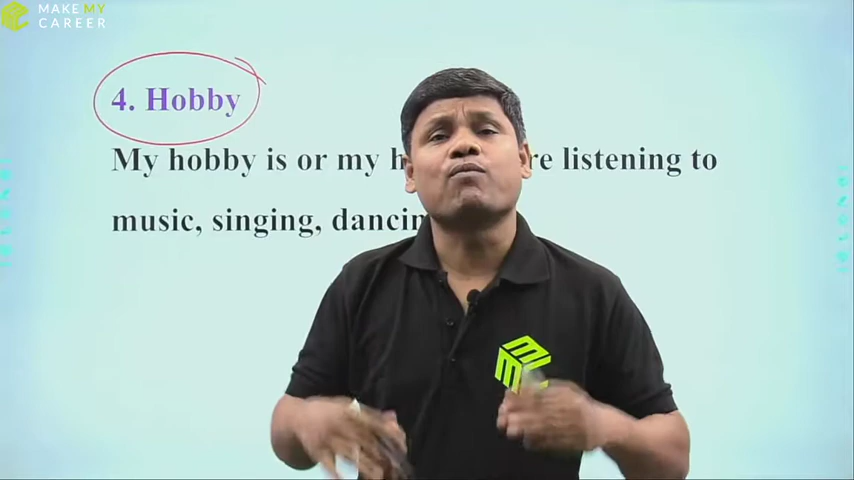 MAKE MY
CAREER
4. Hobby
My hobby is or my re listening to
music, singing, dancin